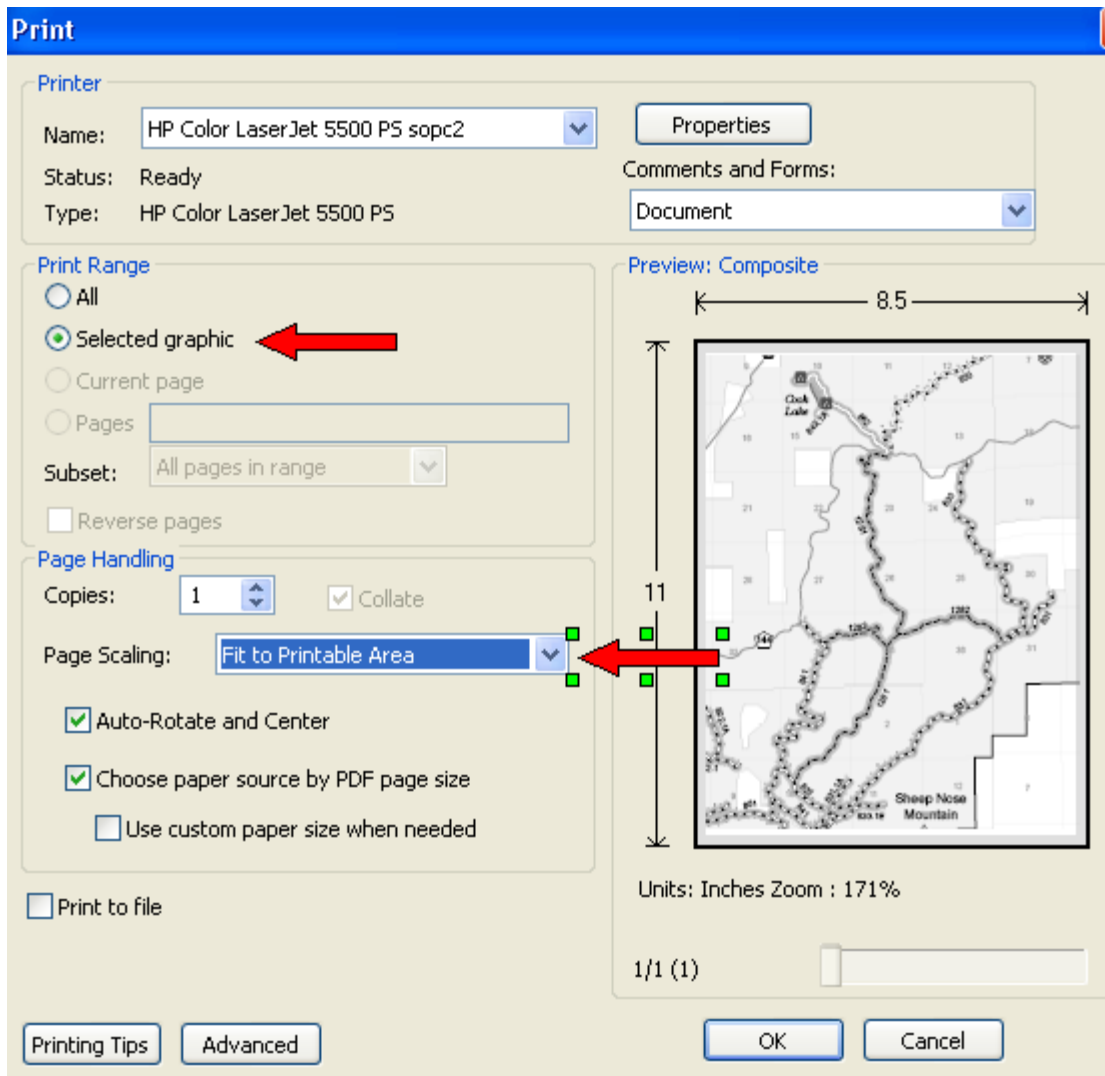 Print
Printer
Name: HP Color LaserJet 5500 PS sopc2
Properties
Status: Ready
Comments and Forms:
Type: HP Color LaserJet 5500 PS
Document
Print Range
All
Selected graphic
Current page
Pages
Subset: All pages in range
Reverse pages
Page Handling
Copies: 1 Collate
Page Scaling: Fit to Printable Area
Auto-Rotate and Center
Choose paper source by PDF page size
Use custom paper size when needed
Print to file
Preview: Composite
8.5
11
Cook
Lake
Sheep Nose
Mountain
Units: Inches Zoom : 171%
1/1 (1)
Printing Tips
Advanced
OK
Cancel